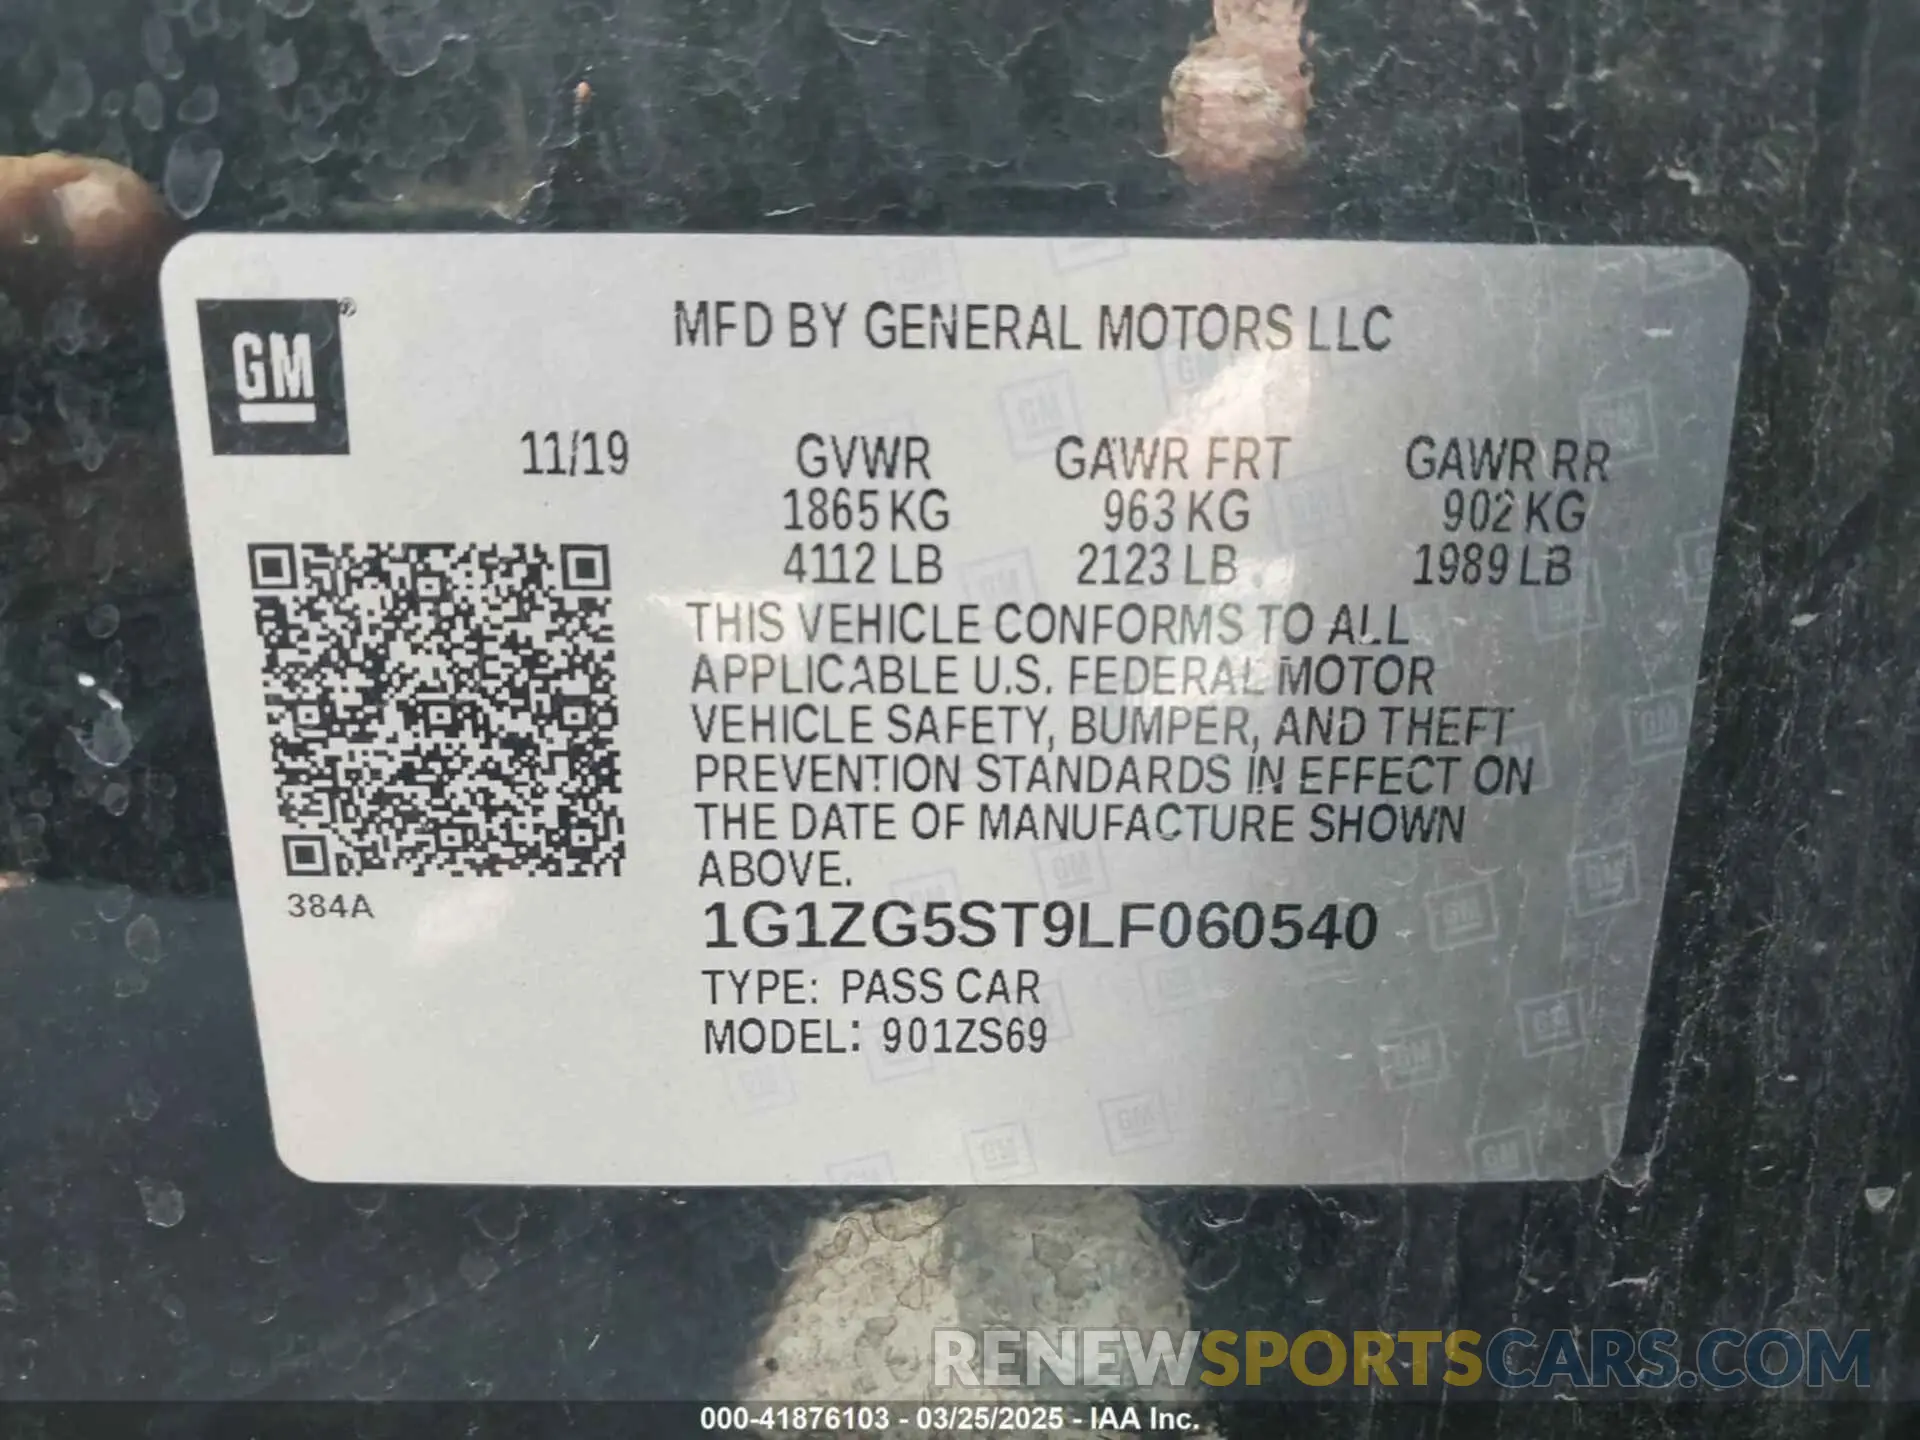 GM®
MFD BY GENERAL MOTORS LLC
11/19 GVWR GAWR FRT GAWR RR
1865 KG 963 KG 902 KG
4112 LB 2123 LB 1989 LB
THIS VEHICLE CONFORMS TO ALL
APPLICABLE U.S. FEDERAL MOTOR
VEHICLE SAFETY, BUMPER, AND THEFT
PREVENTION STANDARDS IN EFFECT ON
THE DATE OF MANUFACTURE SHOWN
ABOVE.
384A
1G1ZG5ST9LF060540
TYPE: PASS CAR
MODEL: 901ZS69
RENEWSPORTSCARS.COM
000-41876103 - 03/25/2025 - IAA Inc.